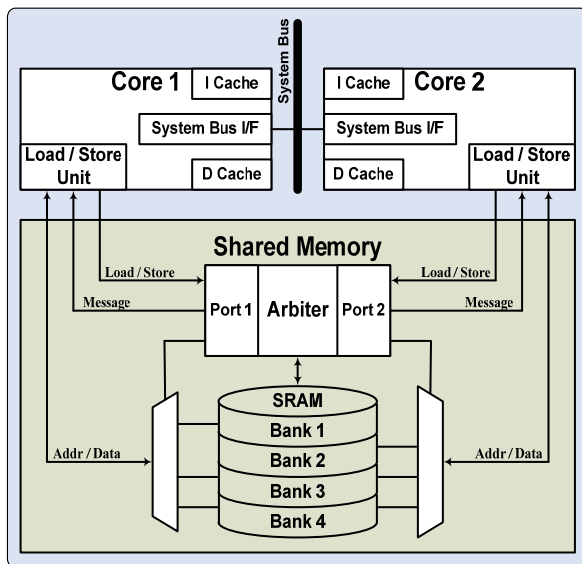 System Bus
Core 1
I Cache
System Bus I/F
Load / Store
Unit
D Cache
I Cache
Core 2
System Bus I/F
Load / Store
Unit
D Cache
Shared Memory
Load / Store
Message
Port 1
Arbiter
Port 2
Load / Store
Message
SRAM
Bank 1
Bank 2
Bank 3
Bank 4
Addr / Data
Addr / Data